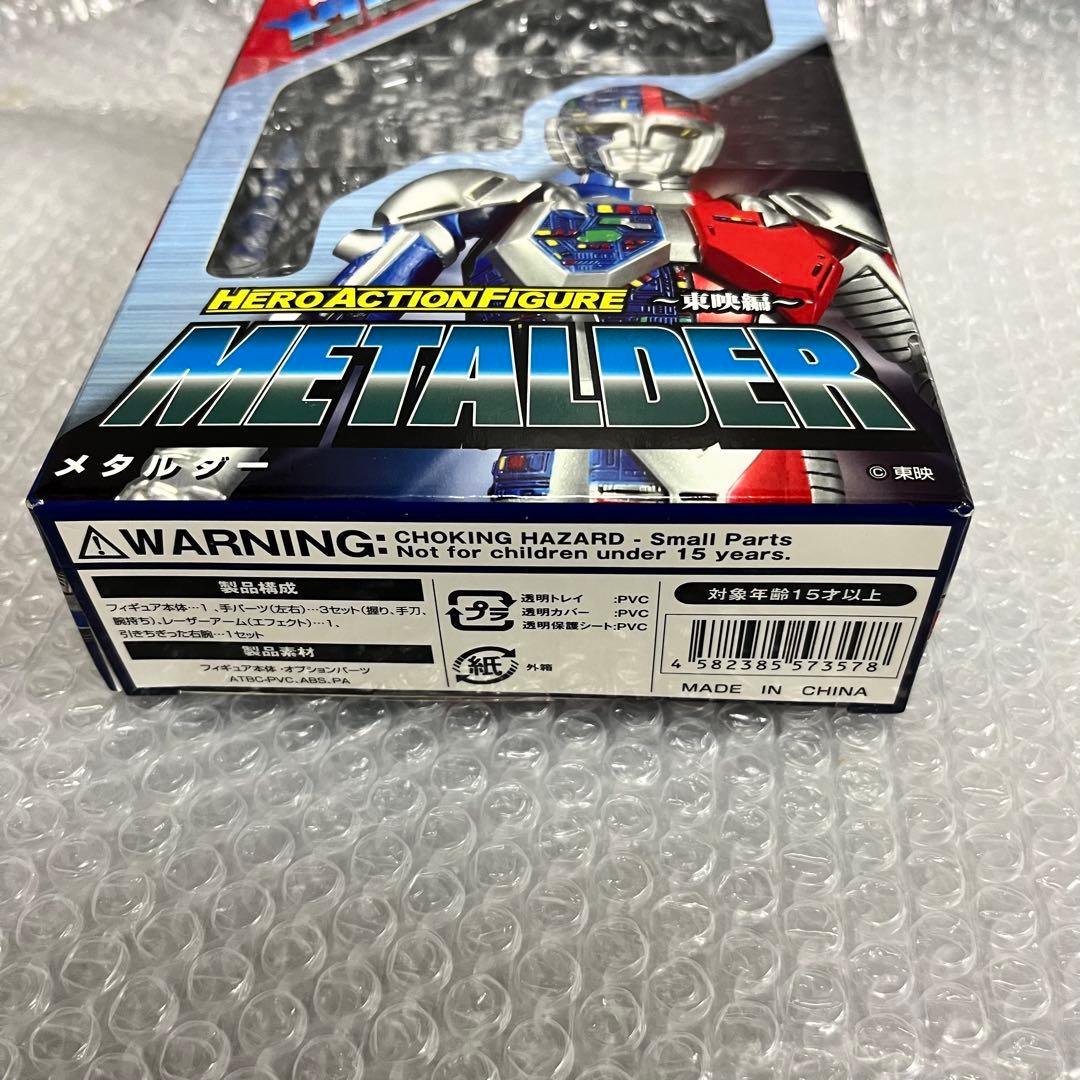 HERO ACTION FIGURE ~東映編~
METALDER
メタルダー
© 東映
WARNING: CHOKING HAZARD - Small Parts
Not for children under 15 years.
製品構成
フィギュア本体…1、手パーツ(左右)…3セット(握り、手刀、
腕持ち)、レーザーアーム(エフェクト)…1、
引きちぎった右腕…1セット
製品素材
フィギュア本体・オプションパーツ
ATBC-PVC、ABS、PA
プラ
透明トレイ :PVC
透明カバー :PVC
透明保護シート:PVC
紙
外箱
対象年齢15才以上
4 582385 573578
MADE IN CHINA